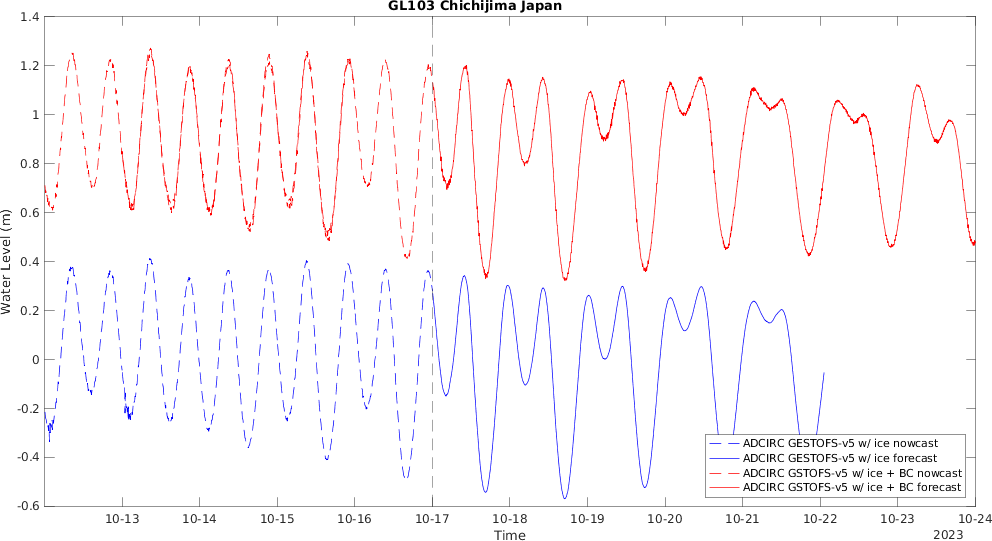 GL103 Chichijima Japan
Water Level (m)
1.4
1.2
1
0.8
0.6
0.4
0.2
0
-0.2
-0.4
-0.6
ADCIRC GESTOFS-v5 w/ ice nowcast
ADCIRC GESTOFS-v5 w/ ice forecast
ADCIRC GSTOFS-v5 w/ ice + BC nowcast
ADCIRC GSTOFS-v5 w/ ice + BC forecast
10-13 10-14 10-15 10-16 10-17 10-18 10-19 10-20 10-21 10-22 10-23 10-24
Time
2023